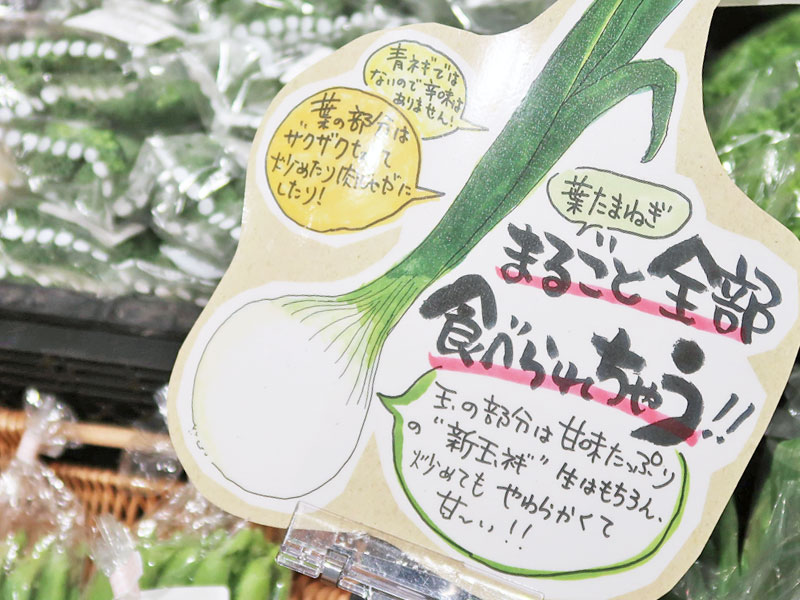 青ネギでは
ないので辛味は
ありません!
葉の部分は
"ザクザク切って
炒めたり肉みそに
したり!
葉たまねぎ
まるごと全部
食べられちゃう!!
玉の部分は甘味たっぷり
の"新玉ネギ"生はもちろん、
炒めても やわらかくて
甘〜い!!